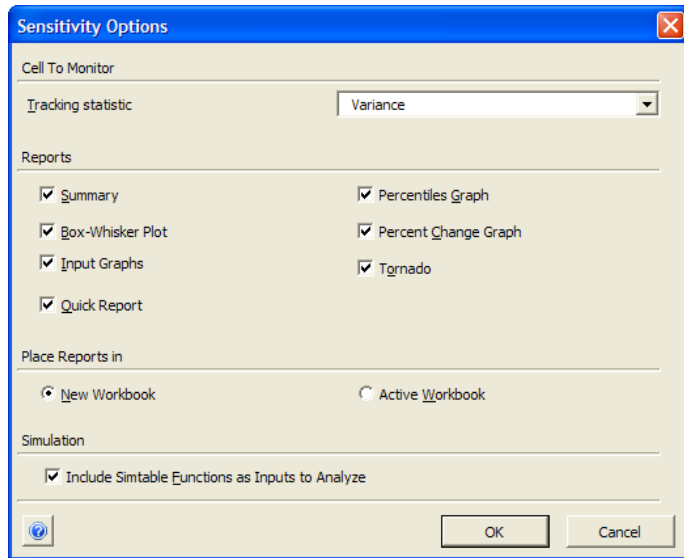 Sensitivity Options
Cell To Monitor
Tracking statistic Variance
Reports
Summary Percentiles Graph
Box-Whisker Plot Percent Change Graph
Input Graphs Tornado
Quick Report
Place Reports in
New Workbook Active Workbook
Simulation
Include Simtable Functions as Inputs to Analyze
? OK Cancel